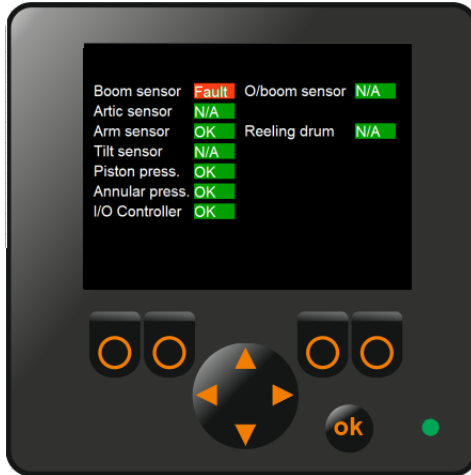 Boom sensor Fault O/boom sensor N/A
Artic sensor N/A
Arm sensor OK Reeling drum N/A
Tilt sensor N/A
Piston press. OK
Annular press. OK
I/O Controller OK
ok